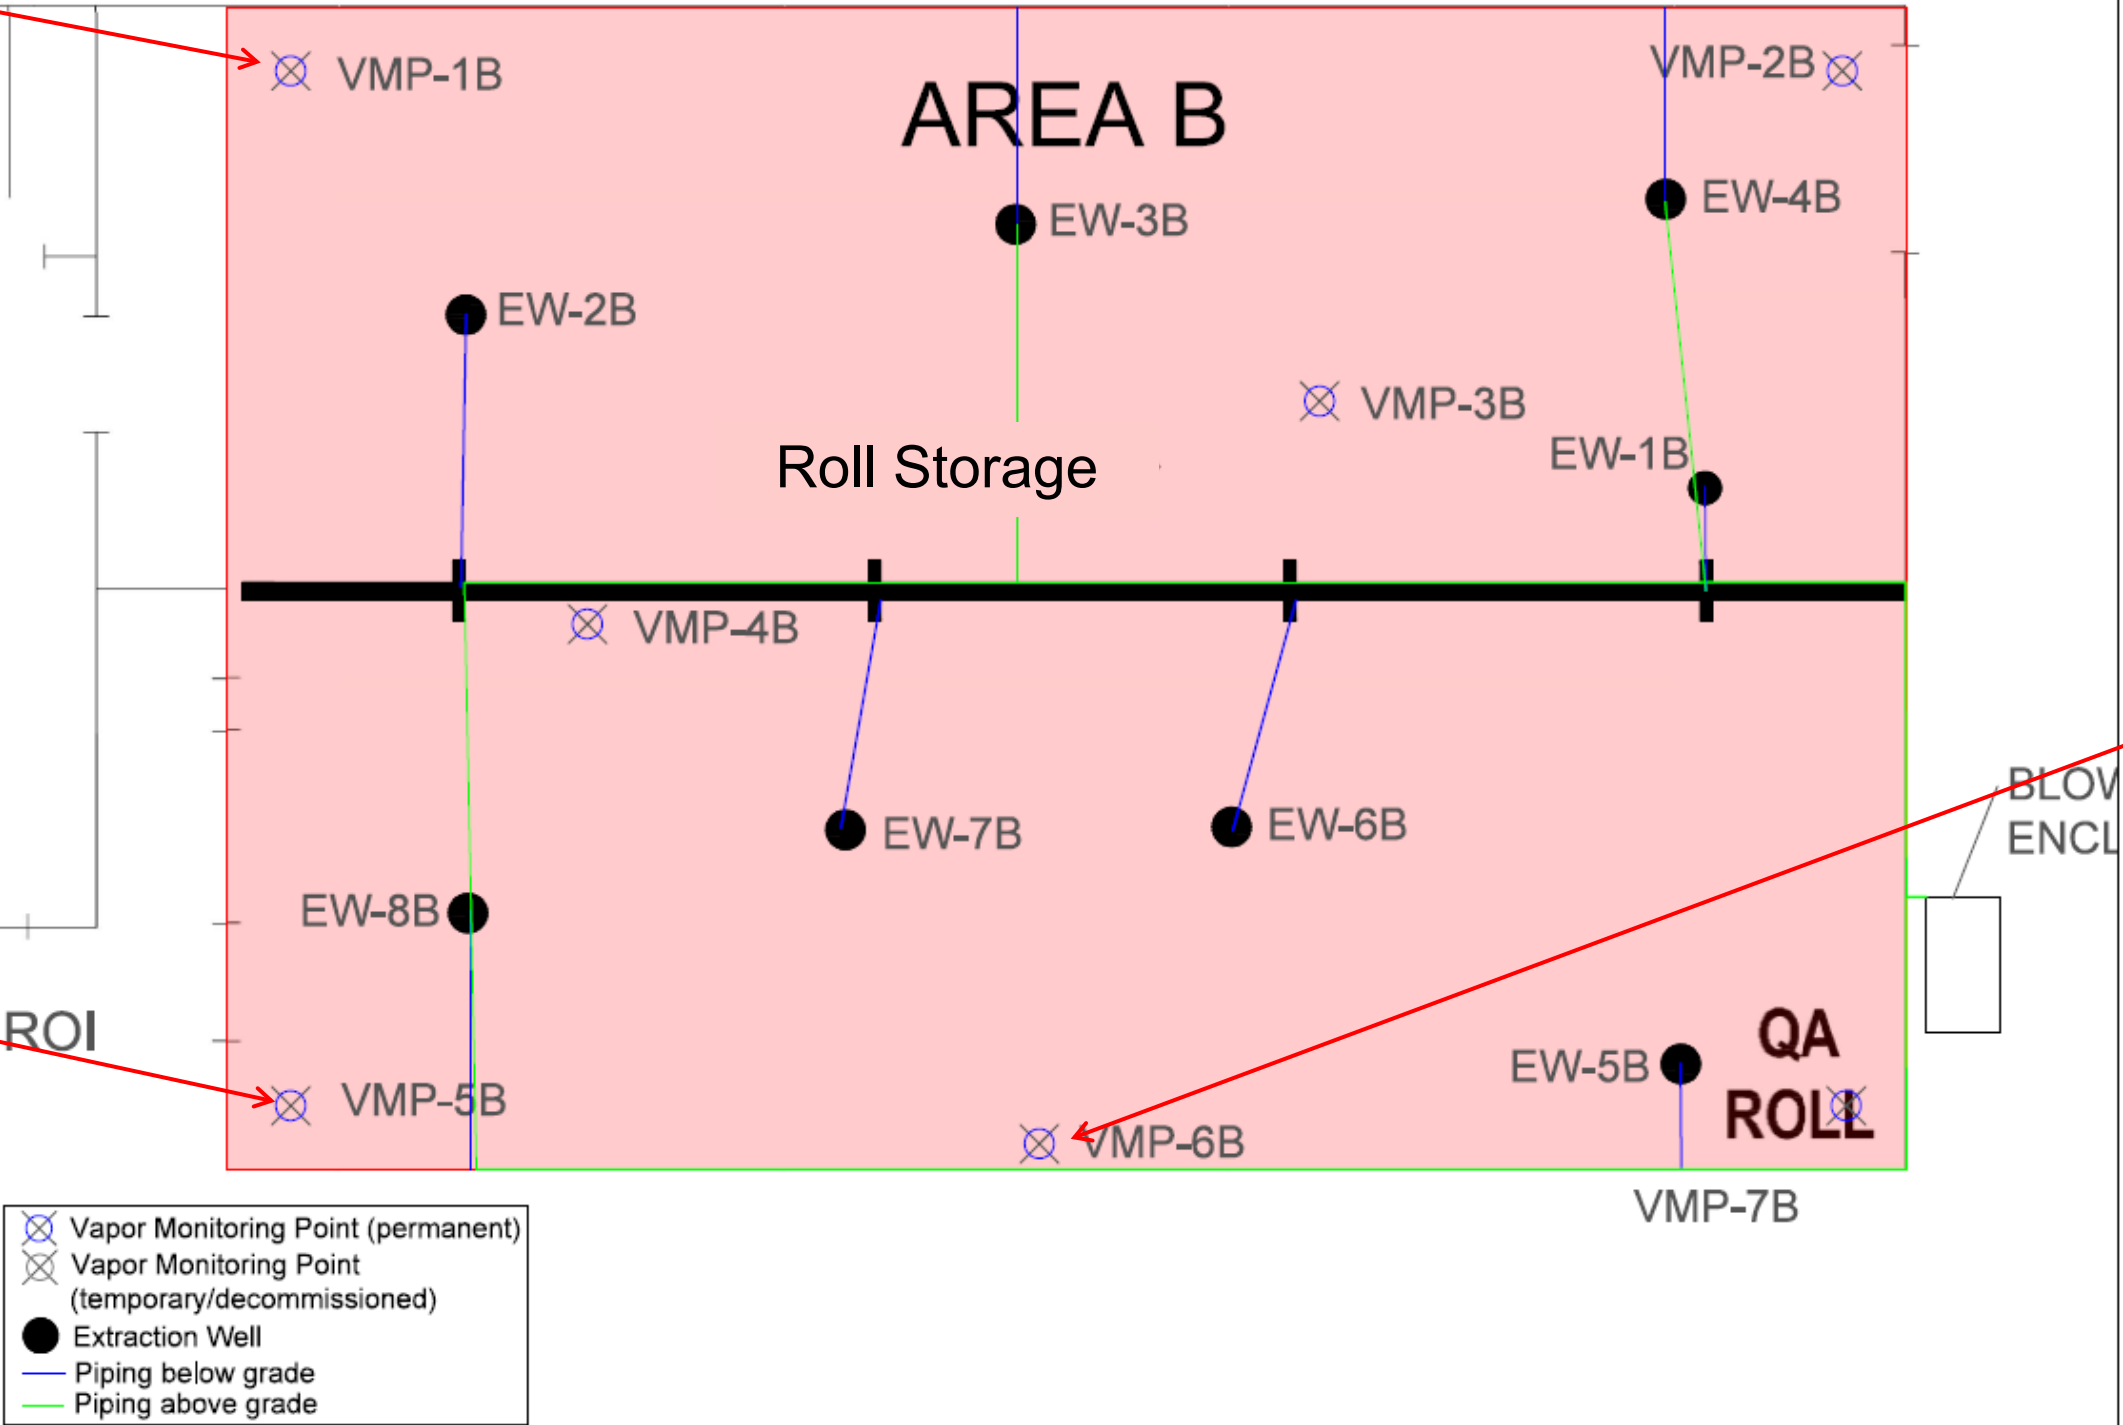 VMP-1B
VMP-2B
AREA B
EW-4B
EW-3B
EW-2B
VMP-3B
EW-1B
Roll Storage
VMP-4B
BLOW
ENCL
EW-7B
EW-6B
EW-8B
ROI
QA
ROLL
EW-5B
VMP-5B
VMP-6B
VMP-7B
Vapor Monitoring Point (permanent)
Vapor Monitoring Point
(temporary/decommissioned)
Extraction Well
Piping below grade
Piping above grade